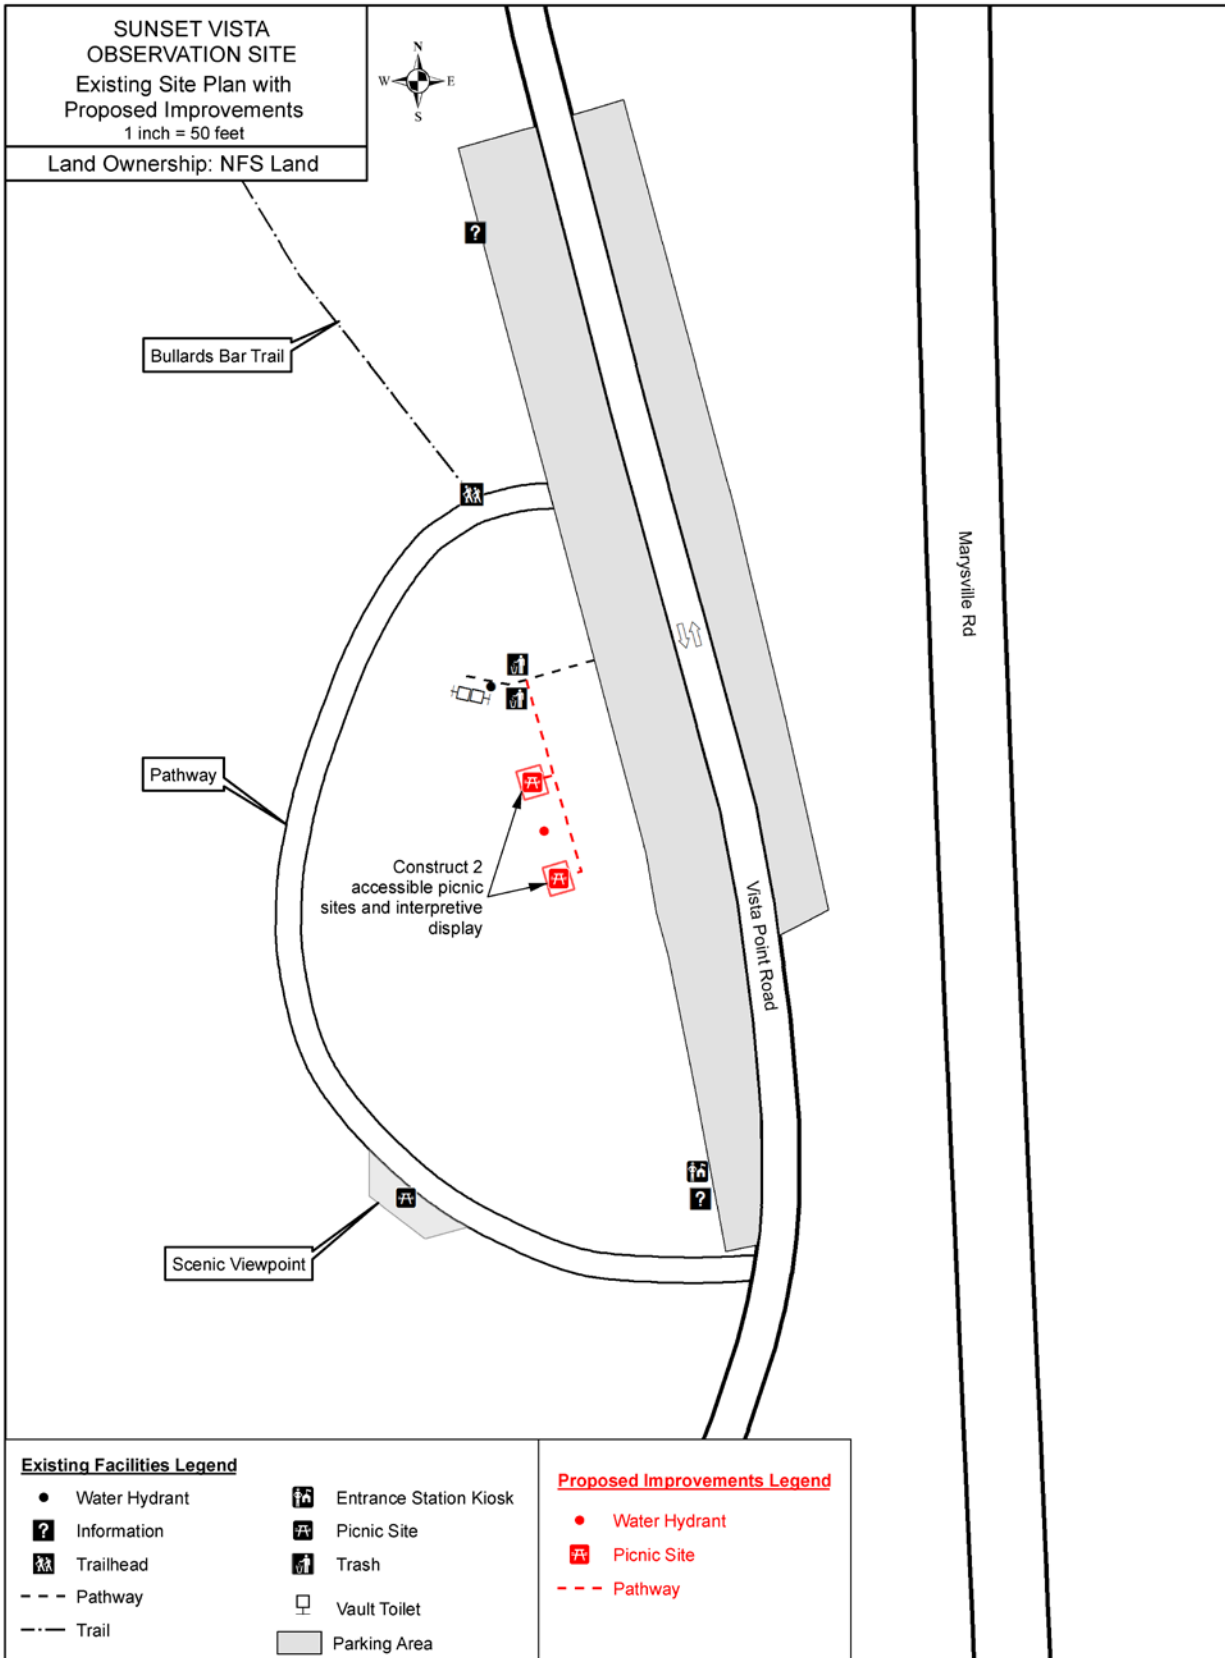 SUNSET VISTA
OBSERVATION SITE
Existing Site Plan with
Proposed Improvements
1 inch = 50 feet
Land Ownership: NFS Land
N
W
E
S
?
Bullards Bar Trail
Marysville Rd
Pathway
Construct 2
accessible picnic
sites and interpretive
display
Vista Point Road
?
Scenic Viewpoint
Existing Facilities Legend
Water Hydrant
? Information
Trailhead
Pathway
Trail
Entrance Station Kiosk
Picnic Site
Trash
Vault Toilet
Parking Area
Proposed Improvements Legend
Water Hydrant
Picnic Site
Pathway